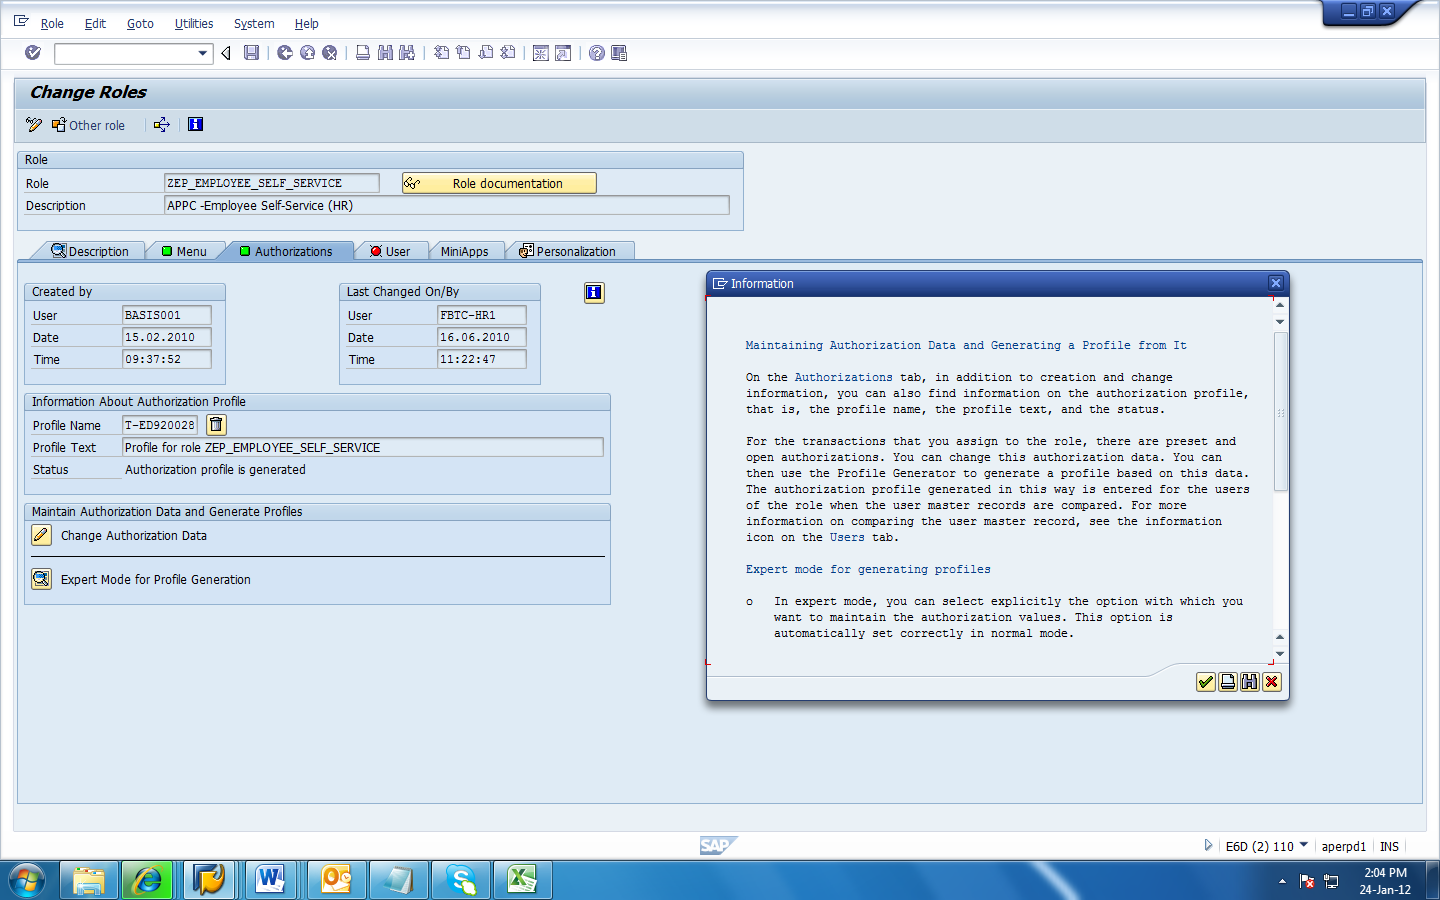 Role Edit Goto Utilities System Help
Change Roles
Other role
Role
Role ZEP_EMPLOYEE_SELF_SERVICE Role documentation
Description APPC -Employee Self-Service (HR)
Description Menu Authorizations User MiniApps Personalization
Created by
User BASIS001
Date 15.02.2010
Time 09:37:52
Last Changed On/By
User FBTC-HR1
Date 16.06.2010
Time 11:22:47
Information About Authorization Profile
Profile Name T-ED920028
Profile Text Profile for role ZEP_EMPLOYEE_SELF_SERVICE
Status Authorization profile is generated
Maintain Authorization Data and Generate Profiles
Change Authorization Data
Expert Mode for Profile Generation
Information
Maintaining Authorization Data and Generating a Profile from It
On the Authorizations tab, in addition to creation and change
information, you can also find information on the authorization profile,
that is, the profile name, the profile text, and the status.
For the transactions that you assign to the role, there are preset and
open authorizations. You can change this authorization data. You can
then use the Profile Generator to generate a profile based on this data.
The authorization profile generated in this way is entered for the users
of the role when the user master records are compared. For more
information on comparing the user master record, see the information
icon on the Users tab.
Expert mode for generating profiles
o In expert mode, you can select explicitly the option with which you
want to maintain the authorization values. This option is
automatically set correctly in normal mode.
SAP
E6D (2) 110 aperpd1 INS
2:04 PM
24-Jan-12